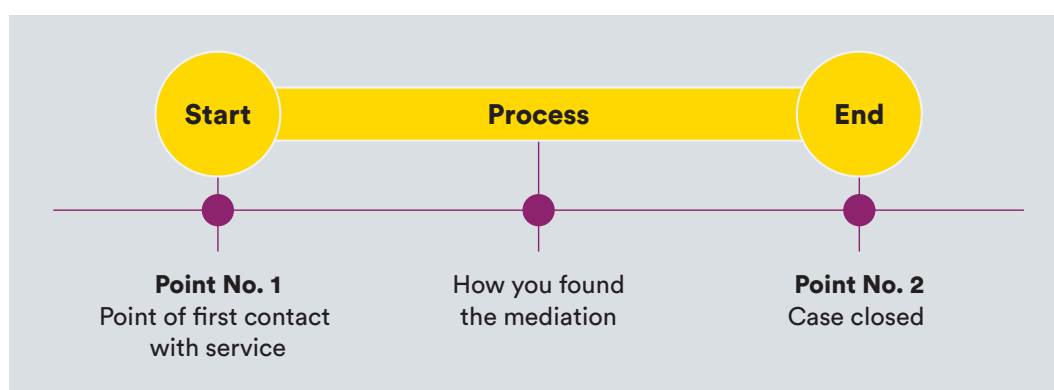 Start
Process
End
Point No. 1
Point of first contact
with service
How you found
the mediation
Point No. 2
Case closed